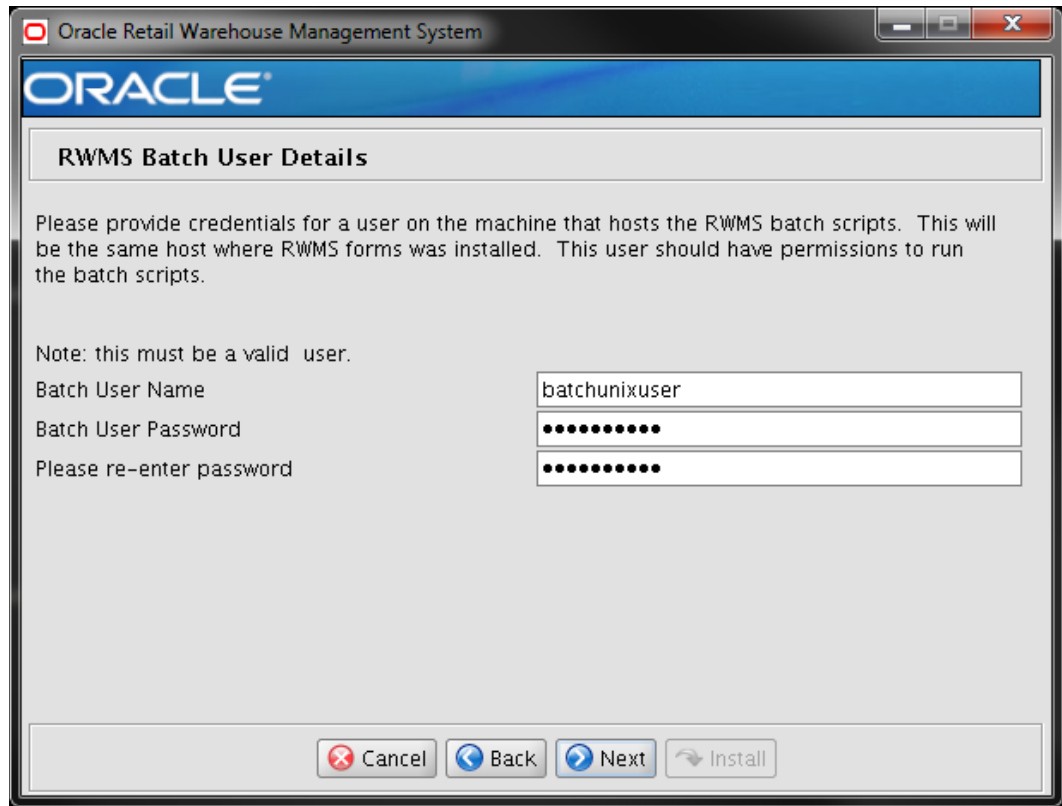 Oracle Retail Warehouse Management System
ORACLE®
RWMS Batch User Details
Please provide credentials for a user on the machine that hosts the RWMS batch scripts.  This will
be the same host where RWMS forms was installed.  This user should have permissions to run
the batch scripts.
Note: this must be a valid  user.
Batch User Name batchunixuser
Batch User Password ••••••••••
Please re-enter password ••••••••••
Cancel Back Next Install